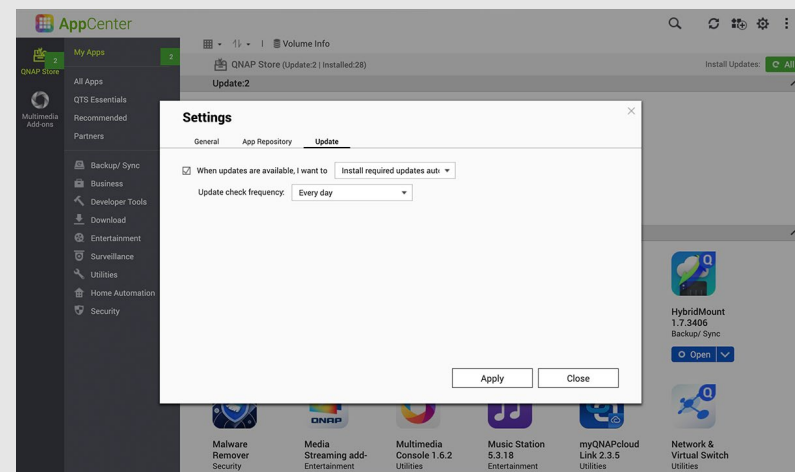 AppCenter
2
QNAP Store
Multimedia
Add-ons
My Apps
2
All Apps
QTS Essentials
Recommended
Partners
Backup/ Sync
Business
Developer Tools
Download
Entertainment
Surveillance
Utilities
Home Automation
Security
Volume Info
QNAP Store (Update:2 | Installed:28)
Install Updates:
All
Update:2
Settings
General
App Repository
Update
When updates are available, I want to
Install required updates aut
Update check frequency:
Every day
Apply
Close
HybridMount
1.7.3406
Backup/ Sync
Open
QNAP
Malware
Remover
Security
Media
Streaming add-
Entertainment
Multimedia
Console 1.6.2
Utilities
Music Station
5.3.18
Entertainment
myQNAPcloud
Link 2.3.5
Utilities
Network &
Virtual Switch
Utilities